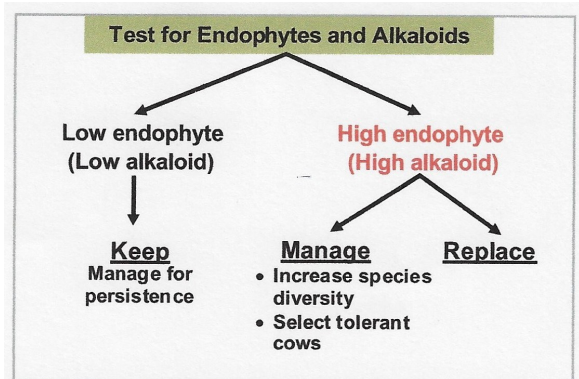 Test for Endophytes and Alkaloids
Low endophyte
(Low alkaloid)
High endophyte
(High alkaloid)
Keep
Manage for
persistence
Manage
• Increase species
diversity
• Select tolerant
cows
Replace